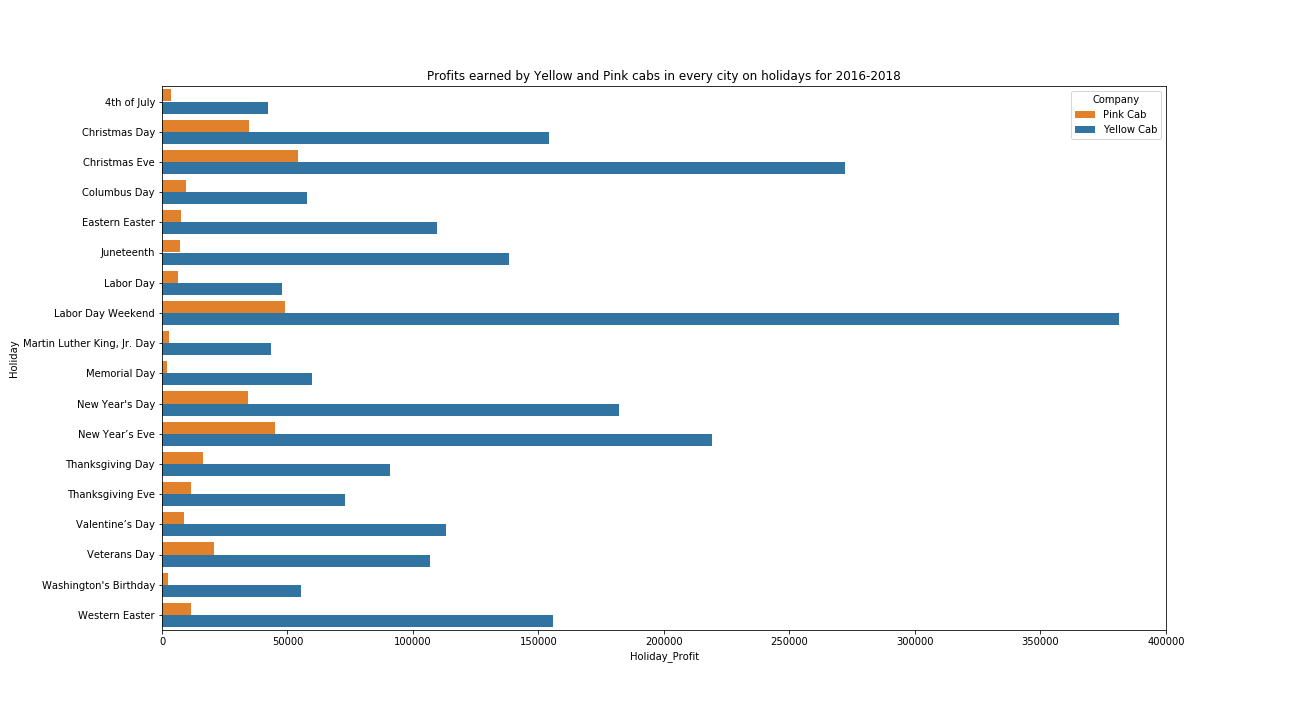 Profits earned by Yellow and Pink cabs in every city on holidays for 2016-2018
Company
Pink Cab
Yellow Cab
Holiday
4th of July
Christmas Day
Christmas Eve
Columbus Day
Eastern Easter
Juneteenth
Labor Day
Labor Day Weekend
Martin Luther King, Jr. Day
Memorial Day
New Year's Day
New Year’s Eve
Thanksgiving Day
Thanksgiving Eve
Valentine’s Day
Veterans Day
Washington's Birthday
Western Easter
0 50000 100000 150000 200000 250000 300000 350000 400000
Holiday_Profit